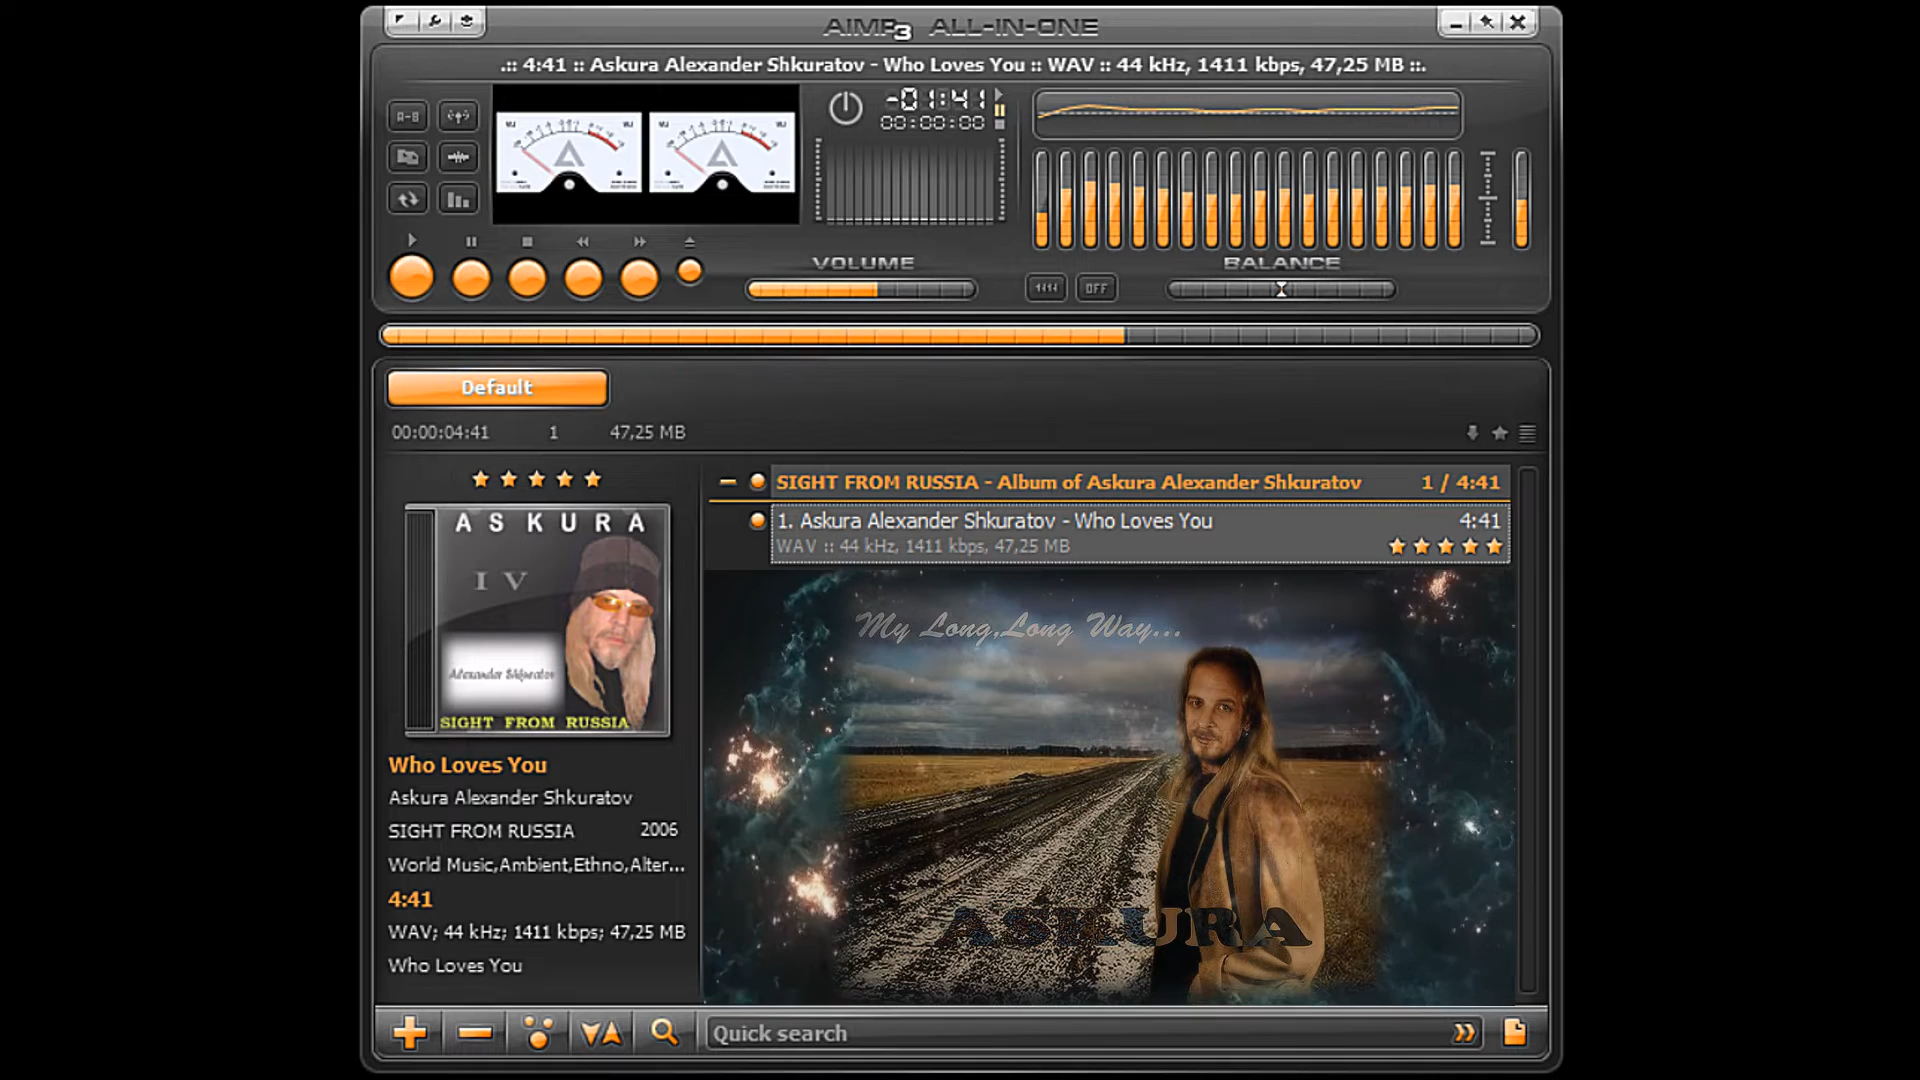 AIMP3 ALL-IN-ONE
.:: 4:41 :: Askura Alexander Shkuratov - Who Loves You :: WAV :: 44 kHz, 1411 kbps, 47,25 MB ::.
A-B
-01:41
00:00:00
VOLUME
BALANCE
OFF
Default
00:00:04:41 1 47,25 MB
SIGHT FROM RUSSIA - Album of Askura Alexander Shkuratov 1 / 4:41
1. Askura Alexander Shkuratov - Who Loves You 4:41
WAV :: 44 kHz, 1411 kbps, 47,25 MB
ASKURA
IV
Alexander Shkuratov
SIGHT FROM RUSSIA
My Long,Long Way...
ASKURA
Who Loves You
Askura Alexander Shkuratov
SIGHT FROM RUSSIA 2006
World Music,Ambient,Ethno,Alter...
4:41
WAV; 44 kHz; 1411 kbps; 47,25 MB
Who Loves You
Quick search